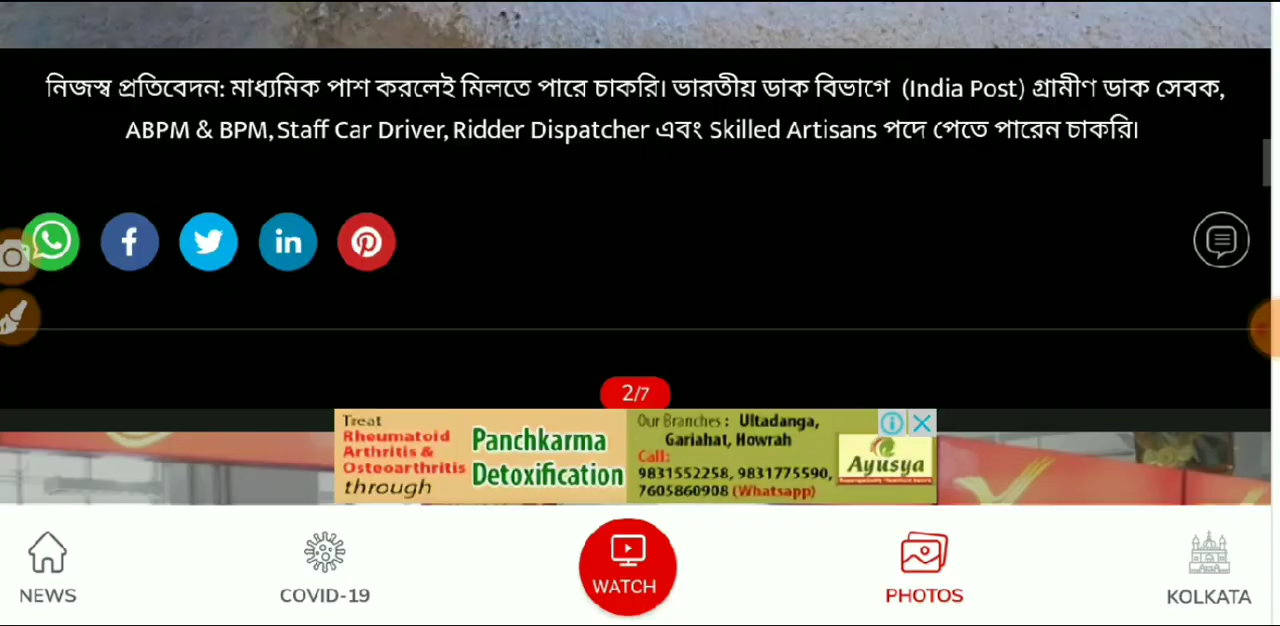 নিজস্ব প্রতিবেদন: মাধ্যমিক পাশ করলেই মিলতে পারে চাকরি। ভারতীয় ডাক বিভাগে (India Post) গ্রামীণ ডাক সেবক,
ABPM & BPM, Staff Car Driver, Ridder Dispatcher এবং Skilled Artisans পদে পেতে পারেন চাকরি।
2/7
Treat
Rheumatoid
Arthritis &
Osteoarthritis
through
Panchkarma
Detoxification
Our Branches : Ultadanga,
Gariahat, Howrah
Call:
9831552258, 9831775590,
7605860908 (Whatsapp)
Ayusya
NEWS
COVID-19
WATCH
PHOTOS
KOLKATA